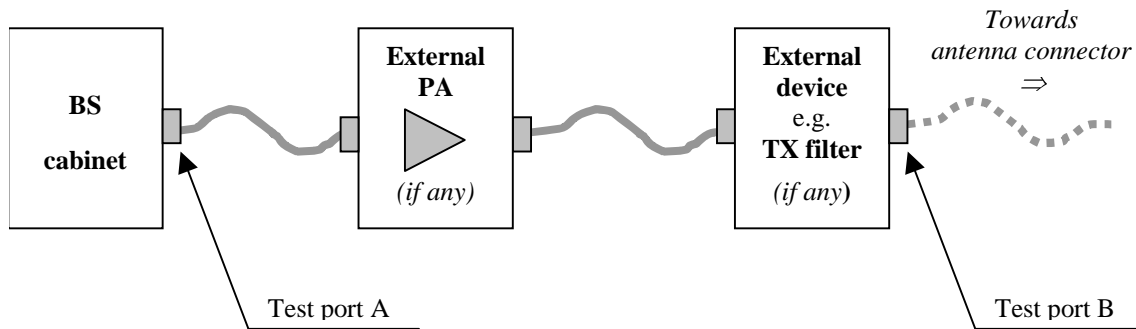 BS
cabinet
External
PA
(if any)
External
device
e.g.
TX filter
(if any)
Towards
antenna connector
⇒
Test port A
Test port B